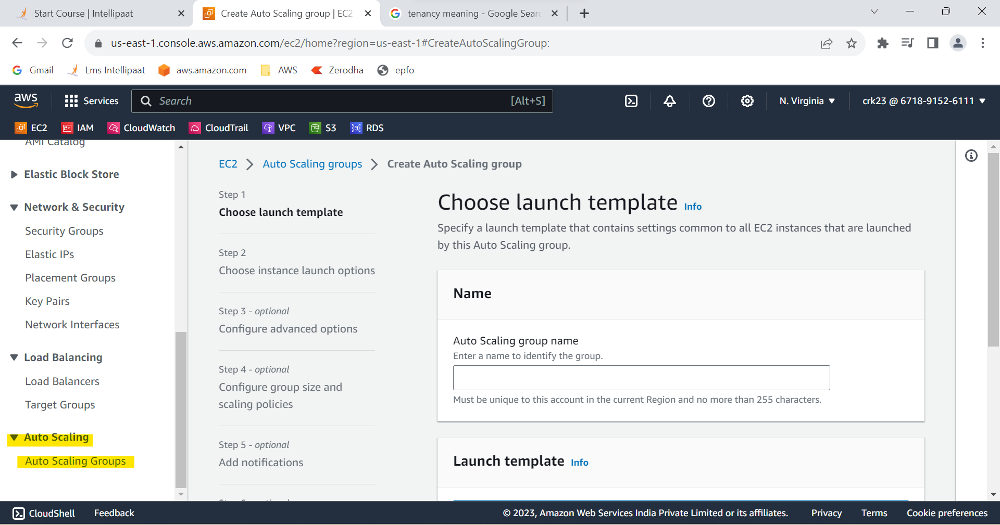 Start Course | Intellipaat
Create Auto Scaling group | EC2
tenancy meaning - Google Sear
us-east-1.console.aws.amazon.com/ec2/home?region=us-east-1#CreateAutoScalingGroup:
Gmail
Lms Intellipaat
aws.amazon.com
AWS
Zerodha
epfo
aws
Services
Search
[Alt+S]
N. Virginia
crk23 @ 6718-9152-6111
EC2
IAM
CloudWatch
CloudTrail
VPC
S3
RDS
AMI Catalog
Elastic Block Store
Network & Security
Security Groups
Elastic IPs
Placement Groups
Key Pairs
Network Interfaces
Load Balancing
Load Balancers
Target Groups
Auto Scaling
Auto Scaling Groups
EC2 > Auto Scaling groups > Create Auto Scaling group
Step 1
Choose launch template
Step 2
Choose instance launch options
Step 3 - optional
Configure advanced options
Step 4 - optional
Configure group size and
scaling policies
Step 5 - optional
Add notifications
Choose launch template Info
Specify a launch template that contains settings common to all EC2 instances that are launched
by this Auto Scaling group.
Name
Auto Scaling group name
Enter a name to identify the group.
Must be unique to this account in the current Region and no more than 255 characters.
Launch template Info
CloudShell
Feedback
© 2023, Amazon Web Services India Private Limited or its affiliates.
Privacy
Terms
Cookie preferences